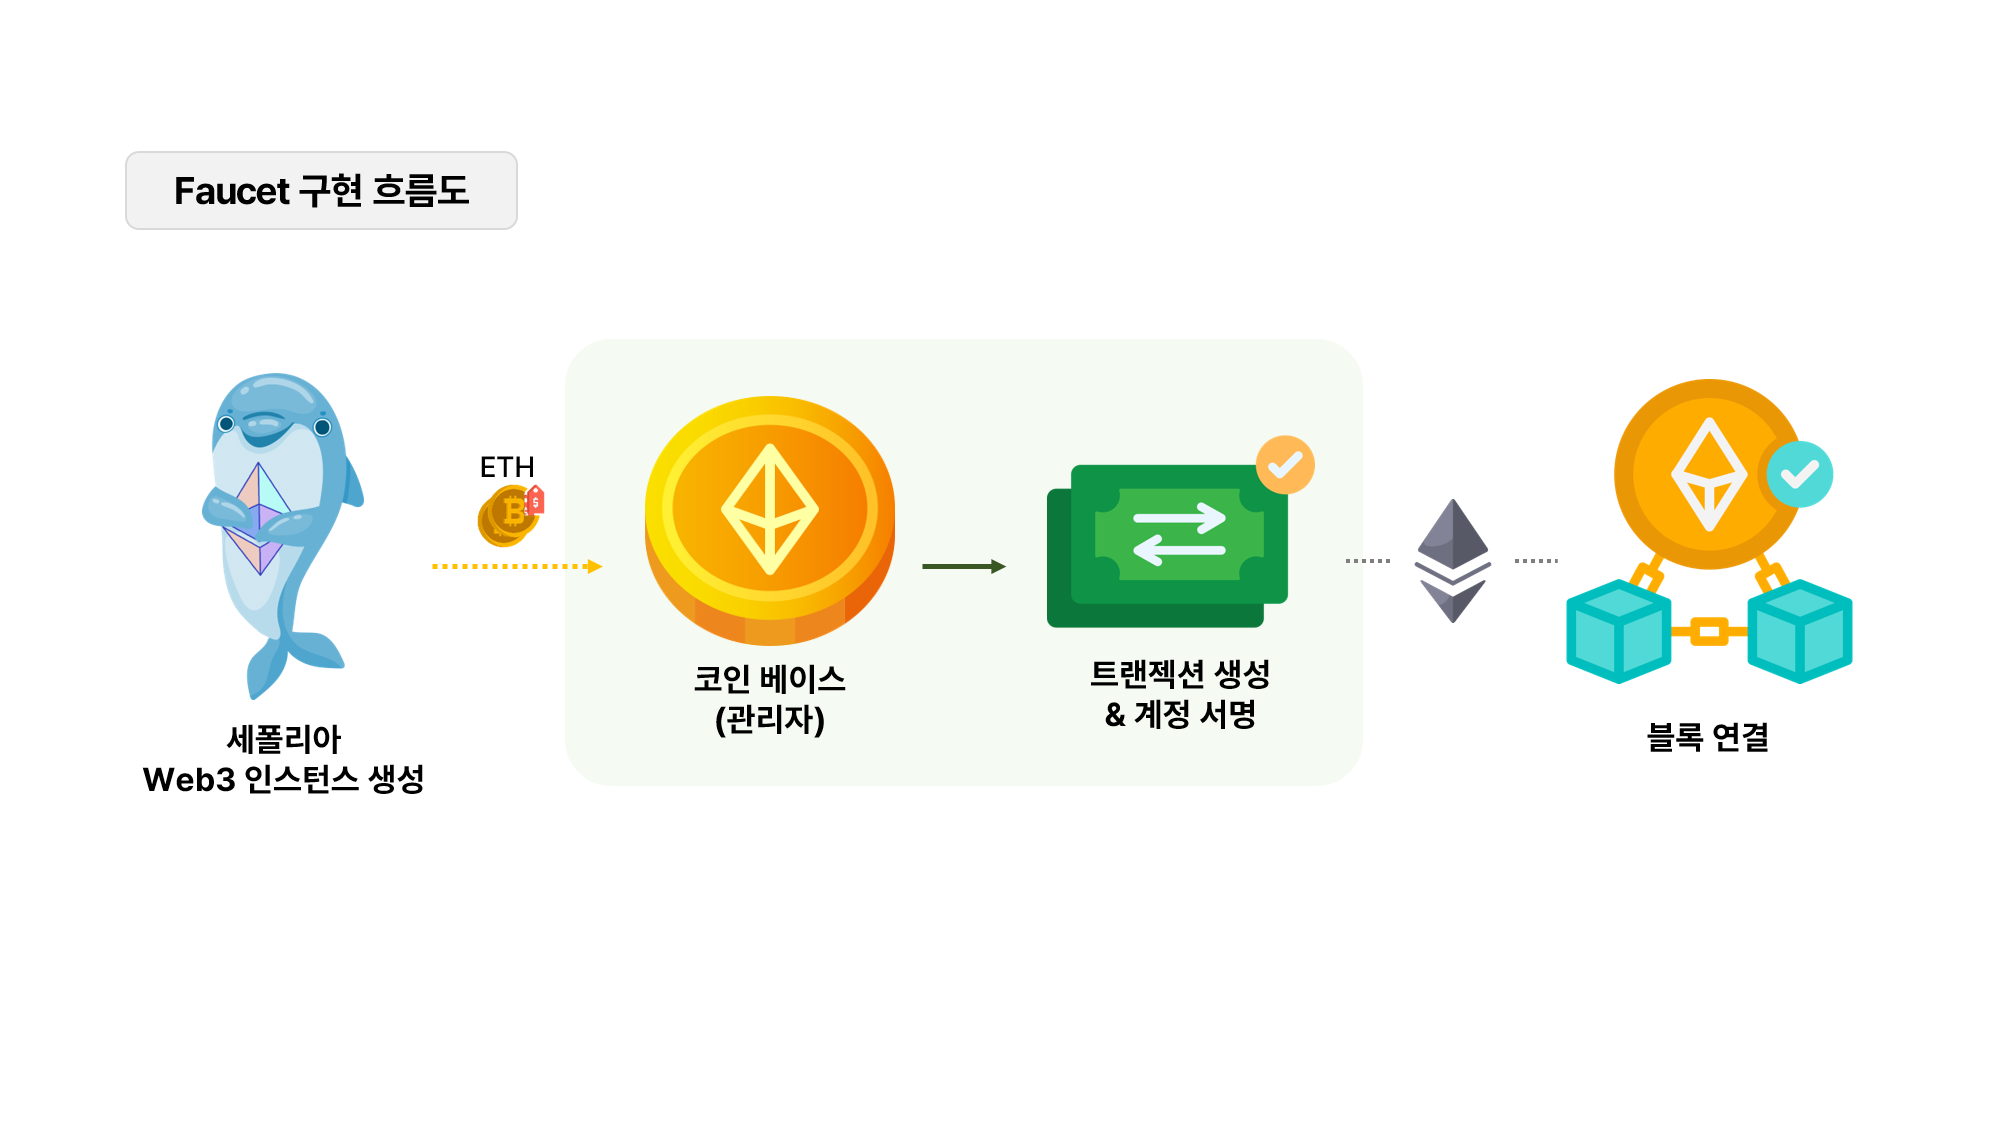 Faucet 구현 흐름도
ETH
세폴리아
Web3 인스턴스 생성
코인 베이스
(관리자)
트랜젝션 생성
& 계정 서명
블록 연결